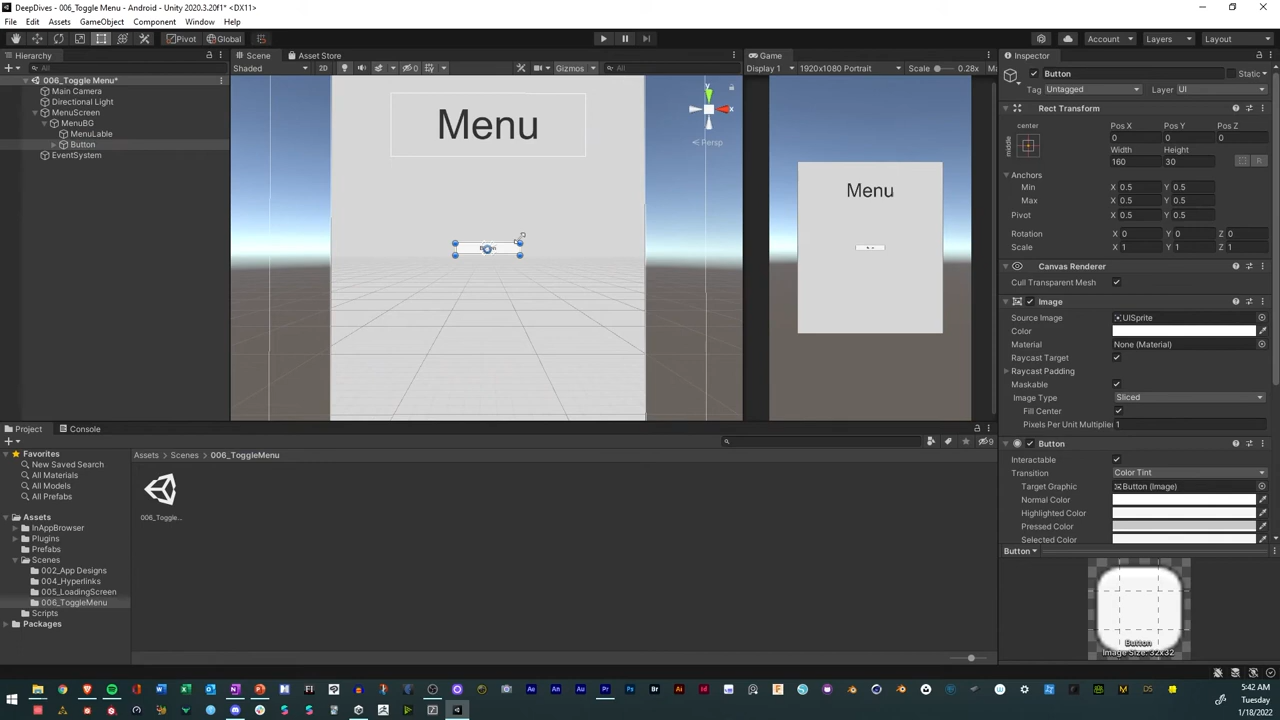 DeepDives - 006_Toggle Menu - Android - Unity 2020.3.20f1* <DX11>
File Edit Assets GameObject Component Window Help
Pivot Global Account Layers Layout
Hierarchy Scene Asset Store Game Inspector
All Shaded 2D 0 Gizmos All Display 1 1920x1080 Portrait Scale 0.28x
Button Static
Tag Untagged Layer UI
006_Toggle Menu*
Main Camera
Directional Light
MenuScreen
MenuBG
MenuLable
Button
EventSystem
Menu
y
x
Persp
Menu
Rect Transform
center
middle
Pos X Pos Y Pos Z
0 0 0
Width Height
160 30 R
Anchors
Min X 0.5 Y 0.5
Max X 0.5 Y 0.5
Pivot X 0.5 Y 0.5
Rotation X 0 Y 0 Z 0
Scale X 1 Y 1 Z 1
Canvas Renderer
Cull Transparent Mesh
Image
Source Image UISprite
Color
Material None (Material)
Raycast Target
Raycast Padding
Maskable
Image Type Sliced
Fill Center
Pixels Per Unit Multiplier 1
Button
Interactable
Transition Color Tint
Target Graphic Button (Image)
Normal Color
Highlighted Color
Pressed Color
Selected Color
Button
Button
Image Size: 32x32
Project Console
9
Favorites
New Saved Search
All Materials
All Models
All Prefabs
Assets
InAppBrowser
Plugins
Prefabs
Scenes
002_App Designs
004_Hyperlinks
005_LoadingScreen
006_ToggleMenu
Scripts
Packages
Assets Scenes 006_ToggleMenu
006_Toggle...
5:42 AM
Tuesday
1/18/2022